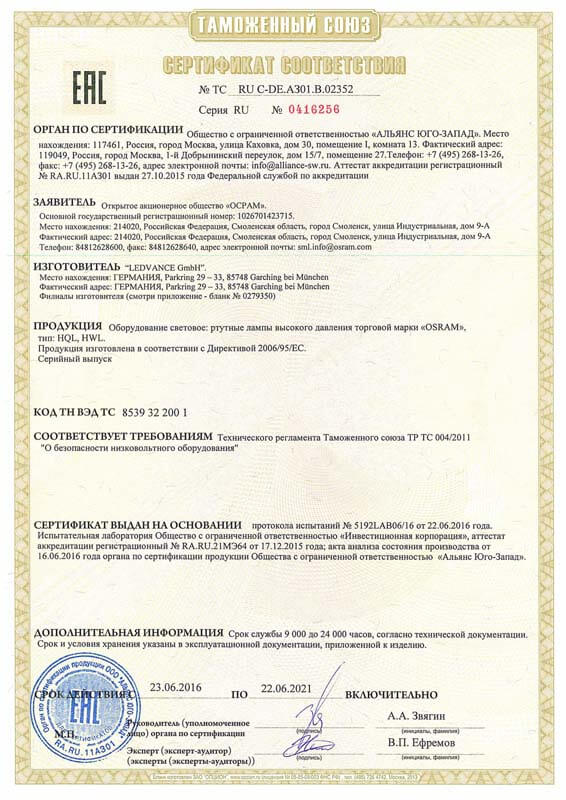 ТАМОЖЕННЫЙ СОЮЗ
СЕРТИФИКАТ СООТВЕТСТВИЯ
ЕАС
№ ТС RU C-DE.А301.В.02352
Серия RU № 0416256
ОРГАН ПО СЕРТИФИКАЦИИ Общество с ограниченной ответственностью «АЛЬЯНС ЮГО-ЗАПАД». Место
нахождения: 117461, Россия, город Москва, улица Каховка, дом 30, помещение I, комната 13. Фактический адрес:
119049, Россия, город Москва, 1-й Добрынинский переулок, дом 15/7, помещение 27.Телефон: +7 (495) 268-13-26,
факс: +7 (495) 268-13-26, адрес электронной почты: info@alliance-sw.ru. Аттестат аккредитации регистрационный
№ RA.RU.11А301 выдан 27.10.2015 года Федеральной службой по аккредитации
ЗАЯВИТЕЛЬ Открытое акционерное общество «ОСРАМ».
Основной государственный регистрационный номер: 1026701423715.
Место нахождения: 214020, Российская Федерация, Смоленская область, город Смоленск, улица Индустриальная, дом 9-А
Фактический адрес: 214020, Российская Федерация, Смоленская область, город Смоленск, улица Индустриальная, дом 9-А
Телефон: 84812628600, факс: 84812628640, адрес электронной почты: sml.info@osram.com
ИЗГОТОВИТЕЛЬ "LEDVANCE GmbH".
Место нахождения: ГЕРМАНИЯ, Parkring 29 – 33, 85748 Garching bei München
Фактический адрес: ГЕРМАНИЯ, Parkring 29 – 33, 85748 Garching bei München
Филиалы изготовителя (смотри приложение - бланк № 0279350)
ПРОДУКЦИЯ Оборудование световое: ртутные лампы высокого давления торговой марки «OSRAM»,
тип: HQL, HWL.
Продукция изготовлена в соответствии с Директивой 2006/95/ЕС.
Серийный выпуск
КОД ТН ВЭД ТС 8539 32 200 1
СООТВЕТСТВУЕТ ТРЕБОВАНИЯМ Технического регламента Таможенного союза ТР ТС 004/2011
"О безопасности низковольтного оборудования"
СЕРТИФИКАТ ВЫДАН НА ОСНОВАНИИ протокола испытаний № 5192LAB06/16 от 22.06.2016 года.
Испытательная лаборатория Общество с ограниченной ответственностью «Инвестиционная корпорация», аттестат
аккредитации регистрационный № RA.RU.21МЭ64 от 17.12.2015 года; акта анализа состояния производства от
16.06.2016 года органа по сертификации продукции Общества с ограниченной ответственностью «Альянс Юго-Запад».
ДОПОЛНИТЕЛЬНАЯ ИНФОРМАЦИЯ Срок службы 9 000 до 24 000 часов, согласно технической документации.
Срок и условия хранения указаны в эксплуатационной документации, приложенной к изделию.
СРОК ДЕЙСТВИЯ С 23.06.2016 ПО 22.06.2021 ВКЛЮЧИТЕЛЬНО
М.П.
Руководитель (уполномоченное
лицо) органа по сертификации
(подпись)
А.А. Звягин
(инициалы, фамилия)
Эксперт (эксперт-аудитор)
(эксперты (эксперты-аудиторы))
(подпись)
В.П. Ефремов
(инициалы, фамилия)
ЕАС
RA.RU.11А301